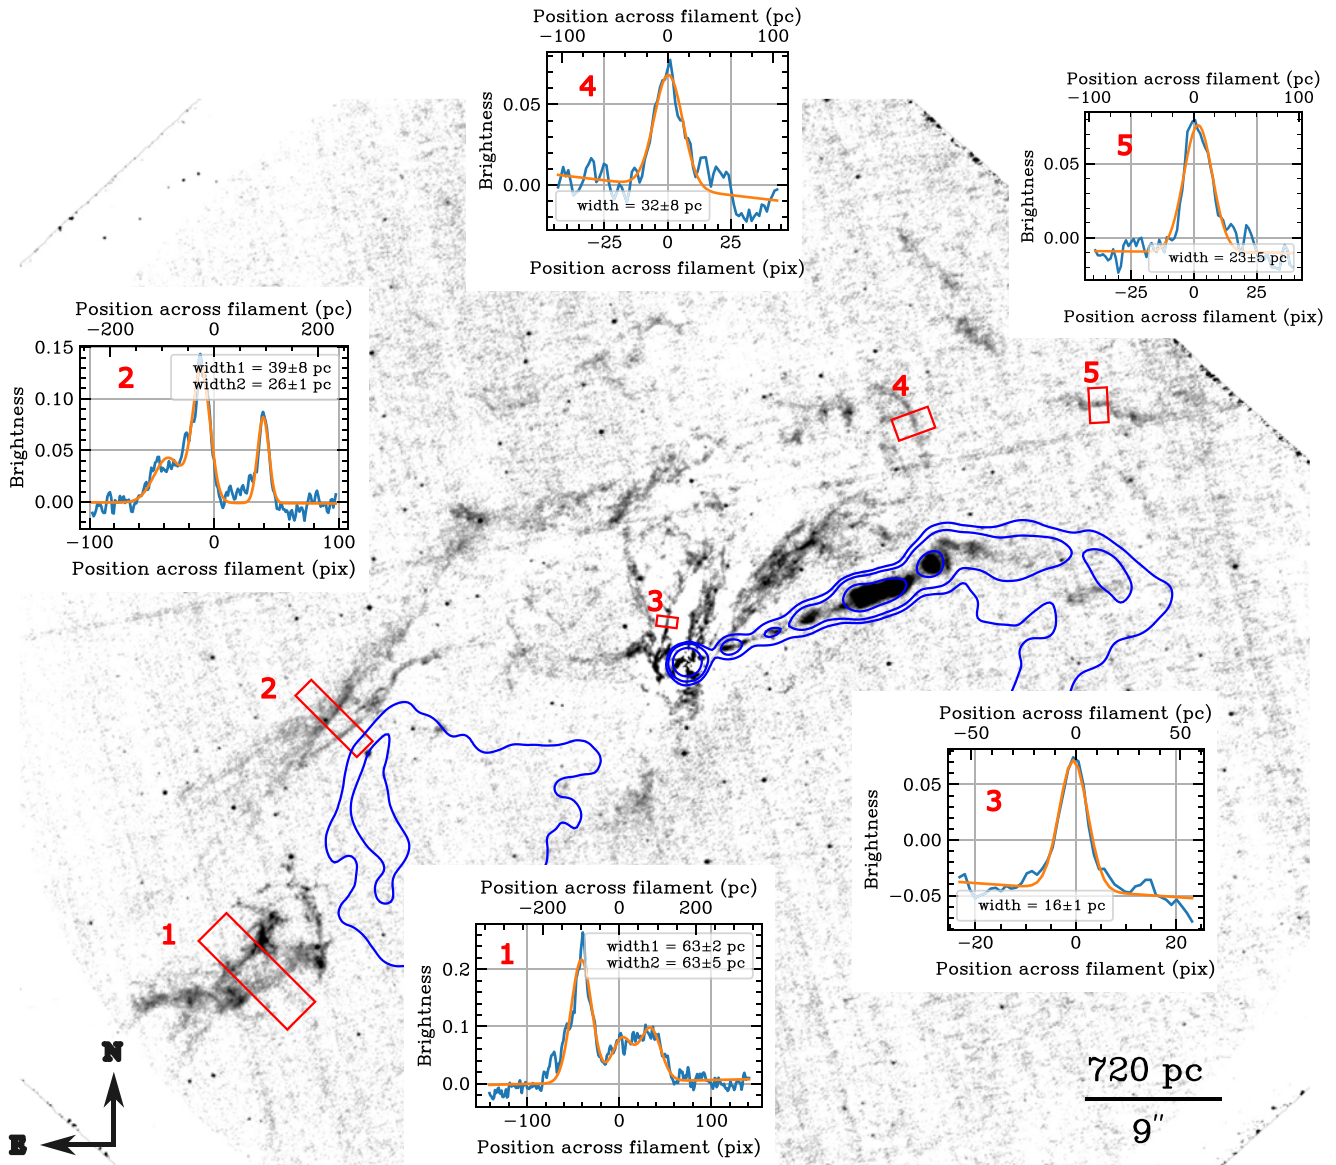 Position across filament (pc)
−100 0 100
4
0.05
0.00
Brightness
width = 32±8 pc
−25 0 25
Position across filament (pix)
Position across filament (pc)
−100 0 100
5
0.05
0.00
Brightness
width = 23±5 pc
−25 0 25
Position across filament (pix)
Position across filament (pc)
−200 0 200
2
0.15
0.10
0.05
0.00
Brightness
width1 = 39±8 pc
width2 = 26±1 pc
−100 0 100
Position across filament (pix)
4
5
3
2
1
Position across filament (pc)
−50 0 50
3
0.05
0.00
−0.05
Brightness
width = 16±1 pc
−20 0 20
Position across filament (pix)
Position across filament (pc)
−200 0 200
1
0.2
0.1
0.0
Brightness
width1 = 63±2 pc
width2 = 63±5 pc
−100 0 100
Position across filament (pix)
N
E
720 pc
9″